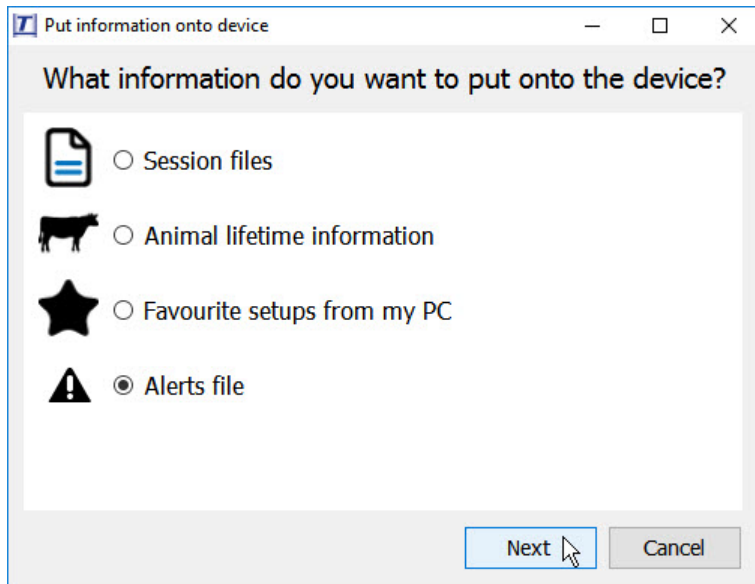 Put information onto device
What information do you want to put onto the device?
Session files
Animal lifetime information
Favourite setups from my PC
Alerts file
Next
Cancel